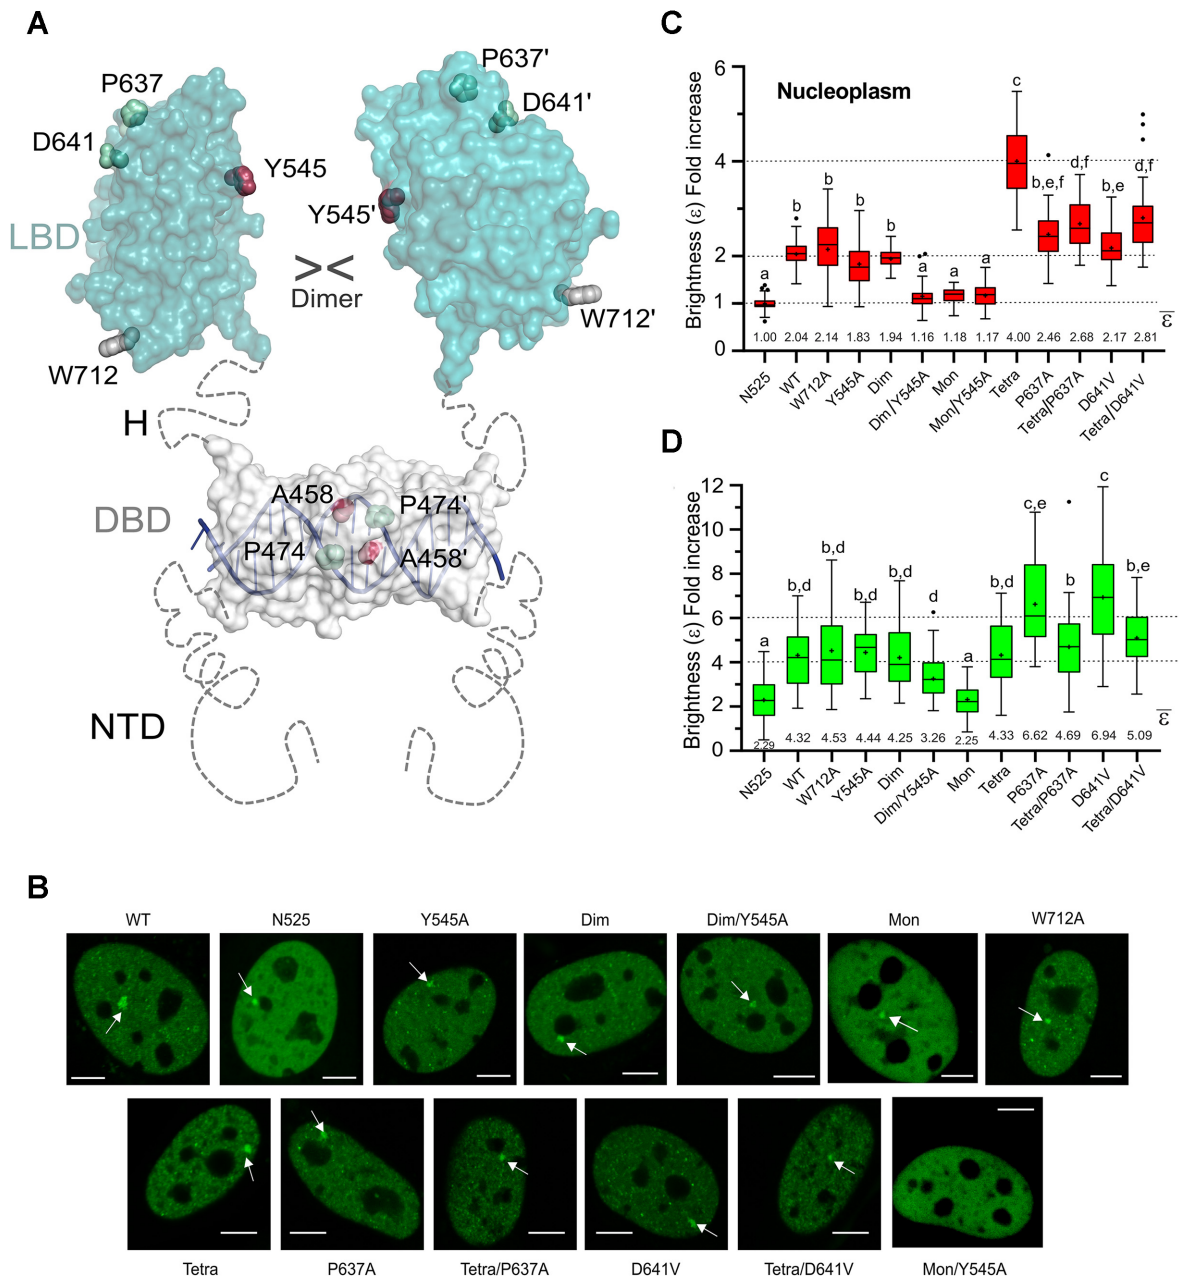 A
P637
D641
Y545
LBD
P637'
D641'
Y545'
><
Dimer
W712
W712'
H
DBD
A458
P474'
P474
A458'
NTD
C
Nucleoplasm
Brightness (ε) Fold increase
6
4
2
1
0
a
b
b
b
b
a
a
a
c
b,e,f
d,f
b,e
d,f
ε
1.00 2.04 2.14 1.83 1.94 1.16 1.18 1.17 4.00 2.46 2.68 2.17 2.81
N525
WT
W712A
Y545A
Dim
Dim/Y545A
Mon
Mon/Y545A
Tetra
P637A
Tetra/P637A
D641V
Tetra/D641V
D
Brightness (ε) Fold increase
12
10
8
6
4
2
0
a
b,d
b,d
b,d
b,d
d
a
b,d
c,e
b
c
b,e
ε
2.29 4.32 4.53 4.44 4.25 3.26 2.25 4.33 6.62 4.69 6.94 5.09
N525
WT
W712A
Y545A
Dim
Dim/Y545A
Mon
Tetra
P637A
Tetra/P637A
D641V
Tetra/D641V
B
WT N525 Y545A Dim Dim/Y545A Mon W712A
Tetra P637A Tetra/P637A D641V Tetra/D641V Mon/Y545A